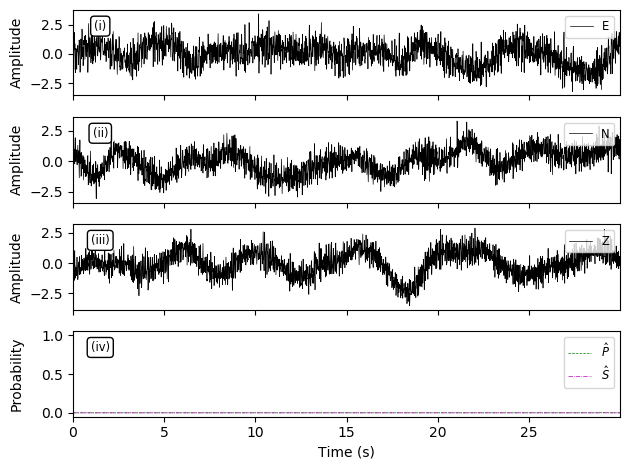 Amplitude
2.5
0.0
−2.5
(i)
E
Amplitude
2.5
0.0
−2.5
(ii)
N
Amplitude
2.5
0.0
−2.5
(iii)
Z
Probability
1.0
0.5
0.0
(iv)
P̂
Ŝ
0 5 10 15 20 25
Time (s)